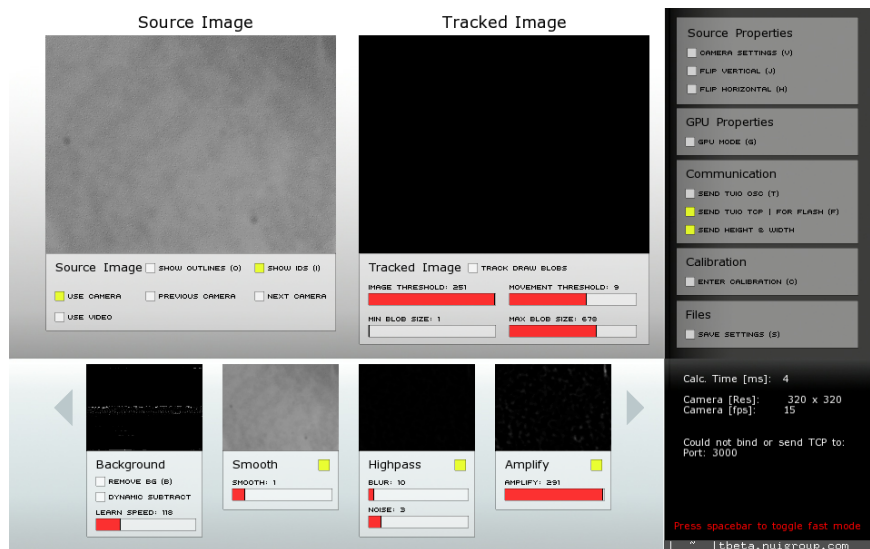 Source Image
Tracked Image
Source Image
SHOW OUTLINES (O)
SHOW IDS (I)
USE CAMERA
PREVIOUS CAMERA
NEXT CAMERA
USE VIDEO
Tracked Image
TRACK DRAW BLOBS
IMAGE THRESHOLD: 251
MOVEMENT THRESHOLD: 9
MIN BLOB SIZE: 1
MAX BLOB SIZE: 678
Background
REMOVE BG (B)
DYNAMIC SUBTRACT
LEARN SPEED: 118
Smooth
SMOOTH: 1
Highpass
BLUR: 10
NOISE: 3
Amplify
AMPLIFY: 291
Source Properties
CAMERA SETTINGS (V)
FLIP VERTICAL (J)
FLIP HORIZONTAL (H)
GPU Properties
GPU MODE (G)
Communication
SEND TUIO OSC (T)
SEND TUIO TCP | FOR FLASH (F)
SEND HEIGHT & WIDTH
Calibration
ENTER CALIBRATION (C)
Files
SAVE SETTINGS (S)
Calc. Time [ms]: 4
Camera [Res]: 320 x 320
Camera [fps]: 15
Could not bind or send TCP to:
Port: 3000
Press spacebar to toggle fast mode
| ~ |tbeta.nuigroup.com